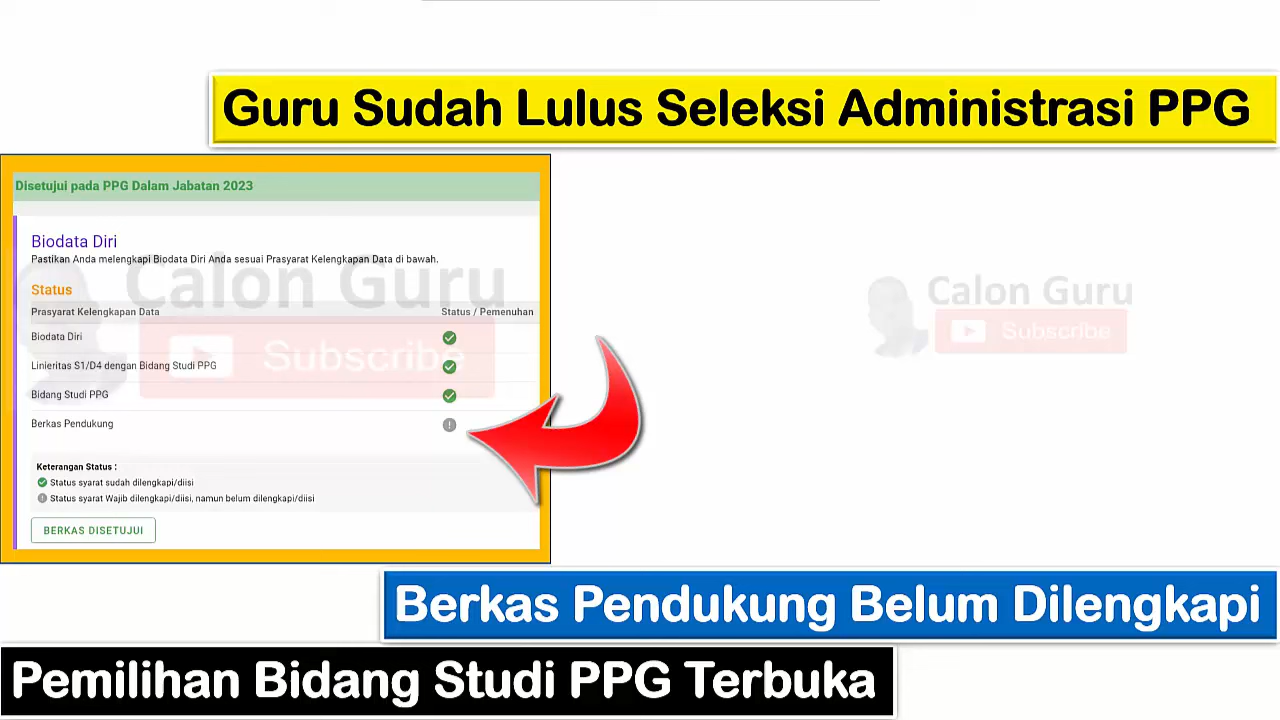 Guru Sudah Lulus Seleksi Administrasi PPG
Disetujui pada PPG Dalam Jabatan 2023
Biodata Diri
Pastikan Anda melengkapi Biodata Diri Anda sesuai Prasyarat Kelengkapan Data di bawah.
Calon Guru
Subscribe
Status
Prasyarat Kelengkapan Data Status / Pemenuhan
Biodata Diri
Linieritas S1/D4 dengan Bidang Studi PPG
Bidang Studi PPG
Berkas Pendukung
Keterangan Status :
Status syarat sudah dilengkapi/diisi
Status syarat Wajib dilengkapi/diisi, namun belum dilengkapi/diisi
BERKAS DISETUJUI
Calon Guru
Subscribe
Berkas Pendukung Belum Dilengkapi
Pemilihan Bidang Studi PPG Terbuka